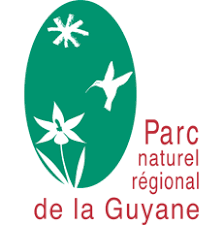 Parc
naturel
régional
de la Guyane